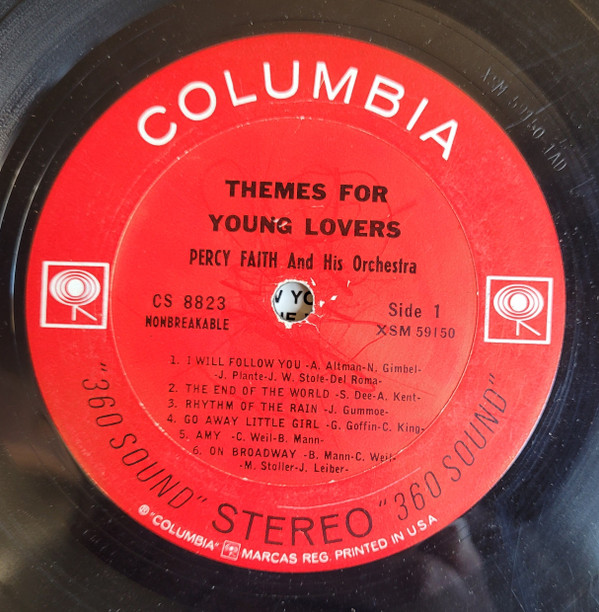 COLUMBIA
THEMES FOR
YOUNG LOVERS
PERCY FAITH And His Orchestra
CS 8823
NONBREAKABLE
Side 1
XSM 59150
1. I WILL FOLLOW YOU -A. Altman-N. Gimbel-
-J. Plante-J. W. Stole-Del Roma-
2. THE END OF THE WORLD -S. Dee-A. Kent-
3. RHYTHM OF THE RAIN -J. Gummoe-
4. GO AWAY LITTLE GIRL -G. Goffin-C. King-
5. AMY -C. Weil-B. Mann-
6. ON BROADWAY -B. Mann-C. Weil-
-M. Stoller-J. Leiber-
"360 SOUND" STEREO "360 SOUND"
® "COLUMBIA" MARCAS REG. PRINTED IN U S A